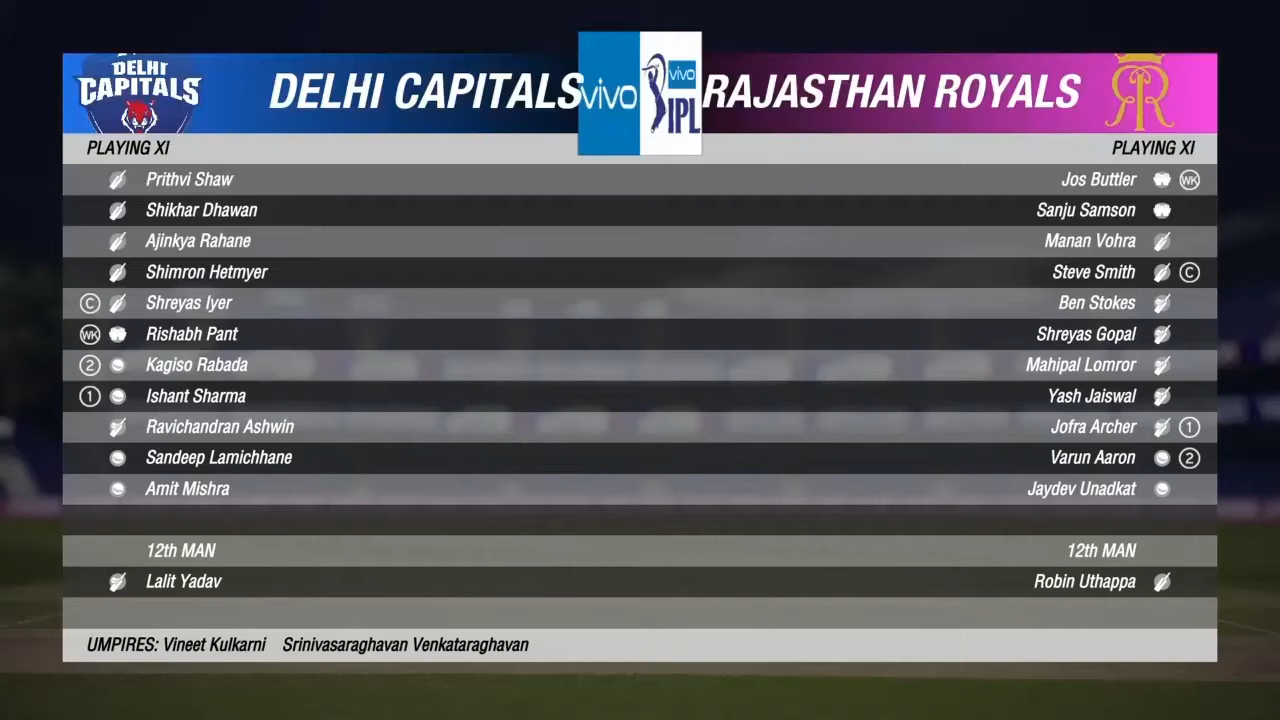 DELHI CAPITALS
DELHI CAPITALS vivo vivo IPL RAJASTHAN ROYALS
RR
PLAYING XI PLAYING XI
Prithvi Shaw Jos Buttler WK
Shikhar Dhawan Sanju Samson
Ajinkya Rahane Manan Vohra
Shimron Hetmyer Steve Smith C
C Shreyas Iyer Ben Stokes
WK Rishabh Pant Shreyas Gopal
2 Kagiso Rabada Mahipal Lomror
1 Ishant Sharma Yash Jaiswal
Ravichandran Ashwin Jofra Archer 1
Sandeep Lamichhane Varun Aaron 2
Amit Mishra Jaydev Unadkat
12th MAN 12th MAN
Lalit Yadav Robin Uthappa
UMPIRES: Vineet Kulkarni Srinivasaraghavan Venkataraghavan